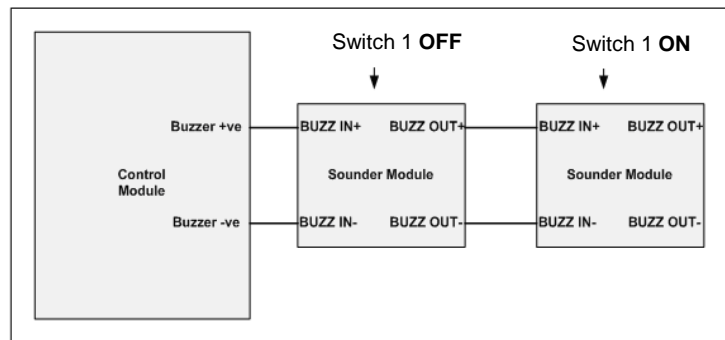 Switch 1 OFF
Switch 1 ON
Buzzer +ve
BUZZ IN+
BUZZ OUT+
BUZZ IN+
BUZZ OUT+
Control
Module
Sounder Module
Sounder Module
Buzzer -ve
BUZZ IN-
BUZZ OUT-
BUZZ IN-
BUZZ OUT-